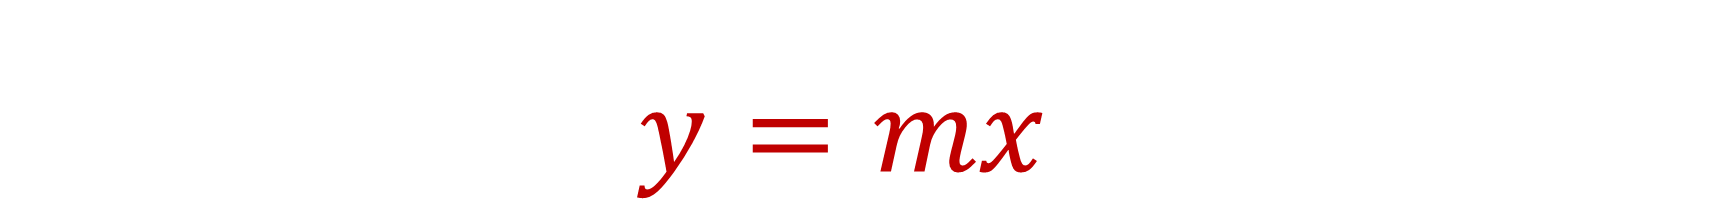 y = mx